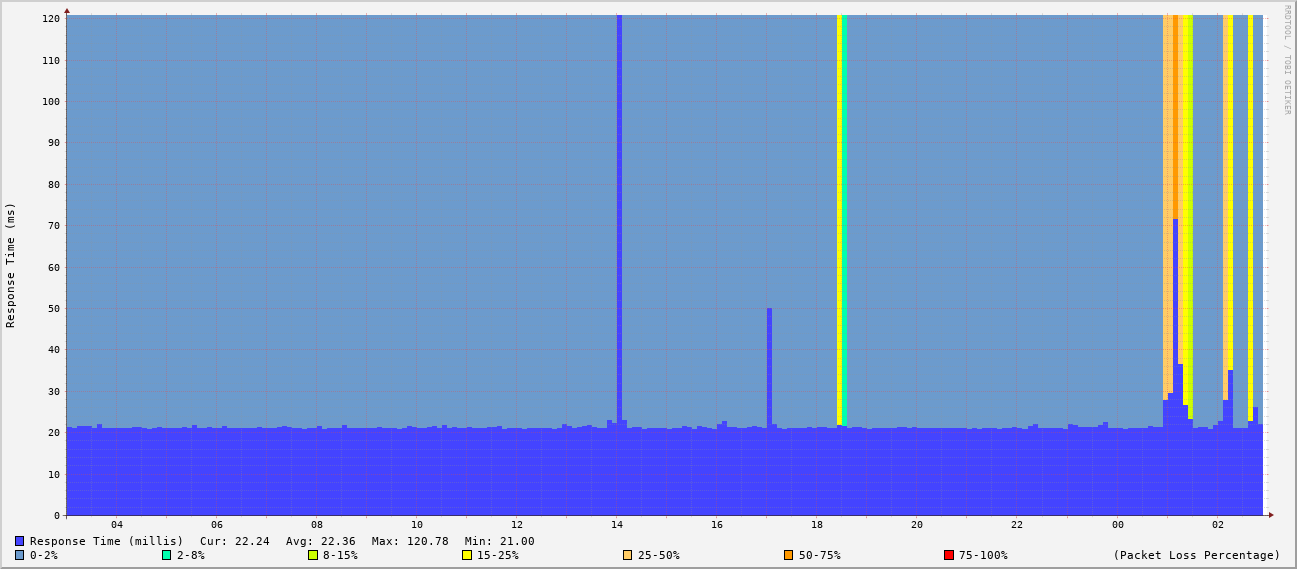 RRDTOOL / TOBI OETIKER
Response Time (ms)
120
110
100
90
80
70
60
50
40
30
20
10
0
04 06 08 10 12 14 16 18 20 22 00 02
Response Time (millis) Cur: 22.24 Avg: 22.36 Max: 120.78 Min: 21.00
0-2% 2-8% 8-15% 15-25% 25-50% 50-75% 75-100% (Packet Loss Percentage)